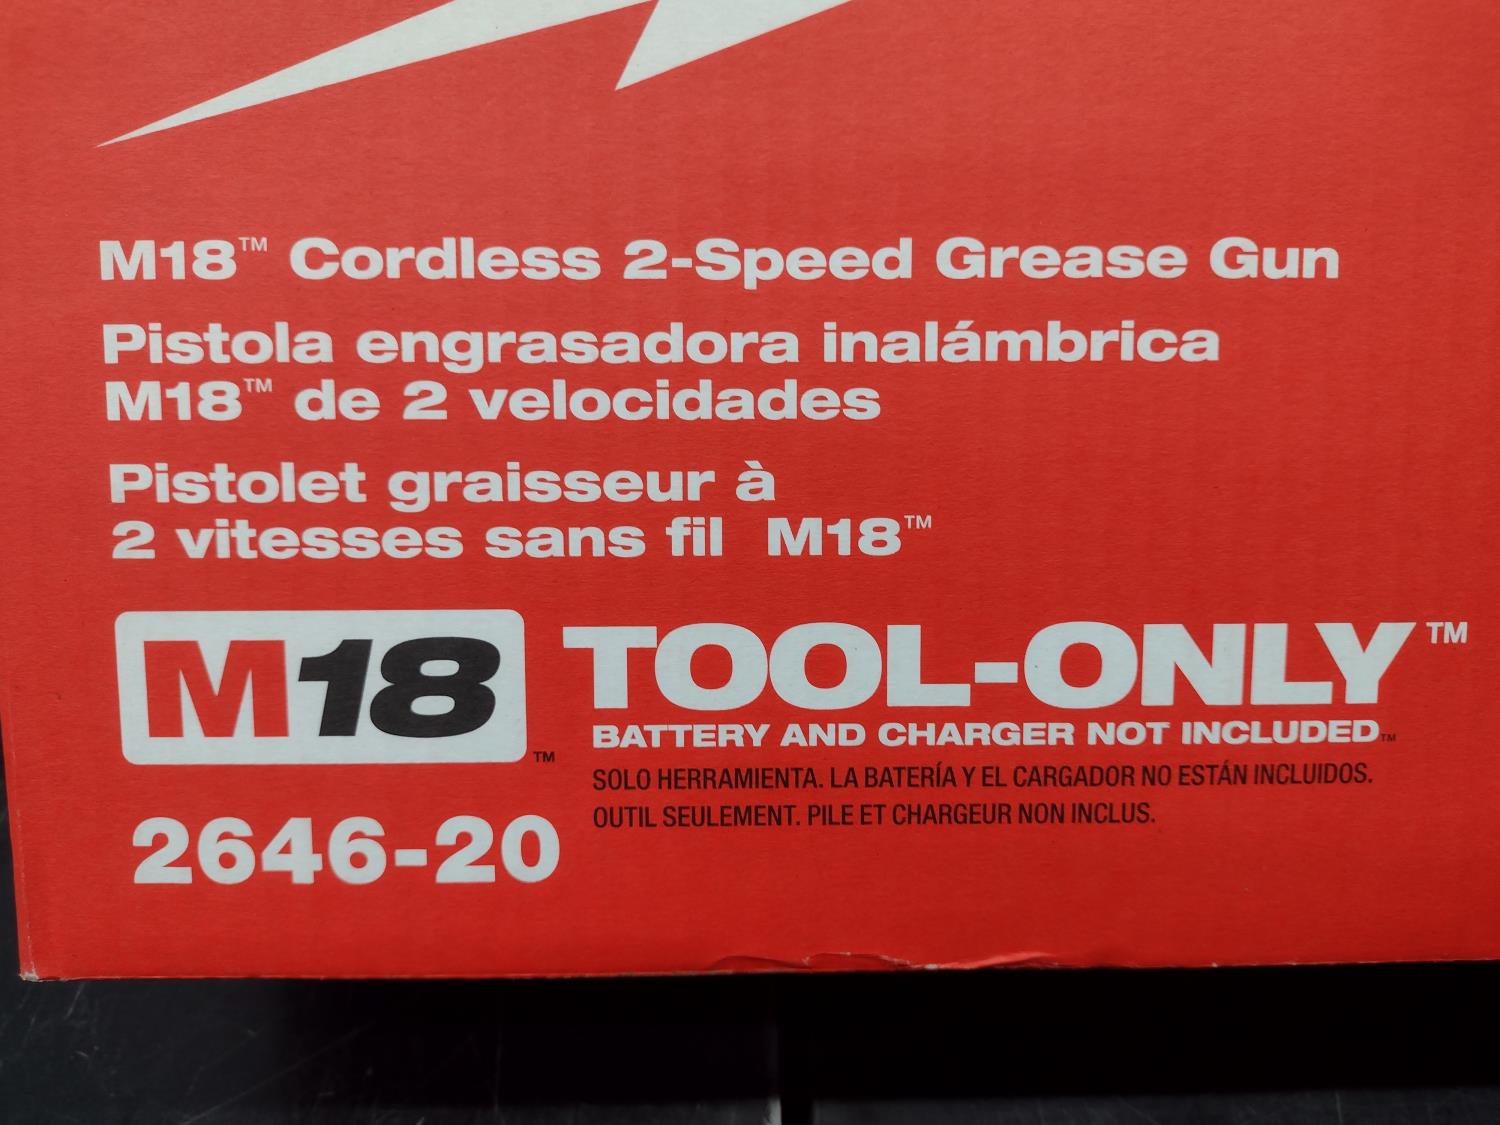 M18™ Cordless 2-Speed Grease Gun
Pistola engrasadora inalámbrica
M18™ de 2 velocidades
Pistolet graisseur à
2 vitesses sans fil M18™
M18™
TOOL-ONLY™
BATTERY AND CHARGER NOT INCLUDED™
SOLO HERRAMIENTA. LA BATERÍA Y EL CARGADOR NO ESTÁN INCLUIDOS.
OUTIL SEULEMENT. PILE ET CHARGEUR NON INCLUS.
2646-20